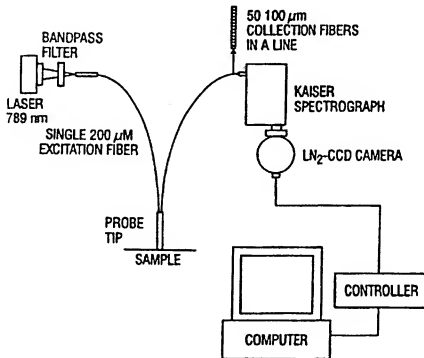 BANDPASS
FILTER
LASER
789 nm
SINGLE 200 µM
EXCITATION FIBER
50 100 µm
COLLECTION FIBERS
IN A LINE
KAISER
SPECTROGRAPH
LN₂-CCD CAMERA
PROBE
TIP
SAMPLE
CONTROLLER
COMPUTER